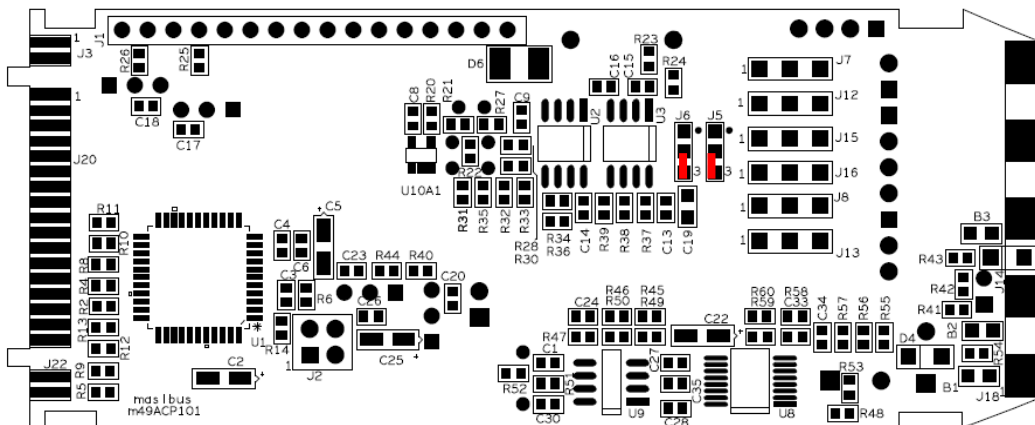 J1
1
J3
R26
R25
D6
R23
R24
C16
C15
J7
1
1
J12
C18
C17
C8
R20
R21
R27
C9
U2
U3
J6
J5
3
3
J15
1
J20
J16
1
U10A1
R22
R31
R35
R32
R33
R28
R30
R34
R36
C14
R39
R38
R37
C13
C19
J8
1
J13
1
R11
R10
R8
R4
R2
R13
R12
R9
R5
C4
C6
C5
C3
R6
C23
R44
R40
C20
C26
C25
U1
R14
1
J2
C2
J22
maslbus
m49ACP101
C24
R46
R50
R45
R49
R47
C22
R60
R59
R58
C33
C34
R57
R56
R55
C1
R51
R52
C30
U9
C27
C28
C35
U8
R53
R48
D4
B1
B2
B3
R43
R42
R41
J14
R54
J18